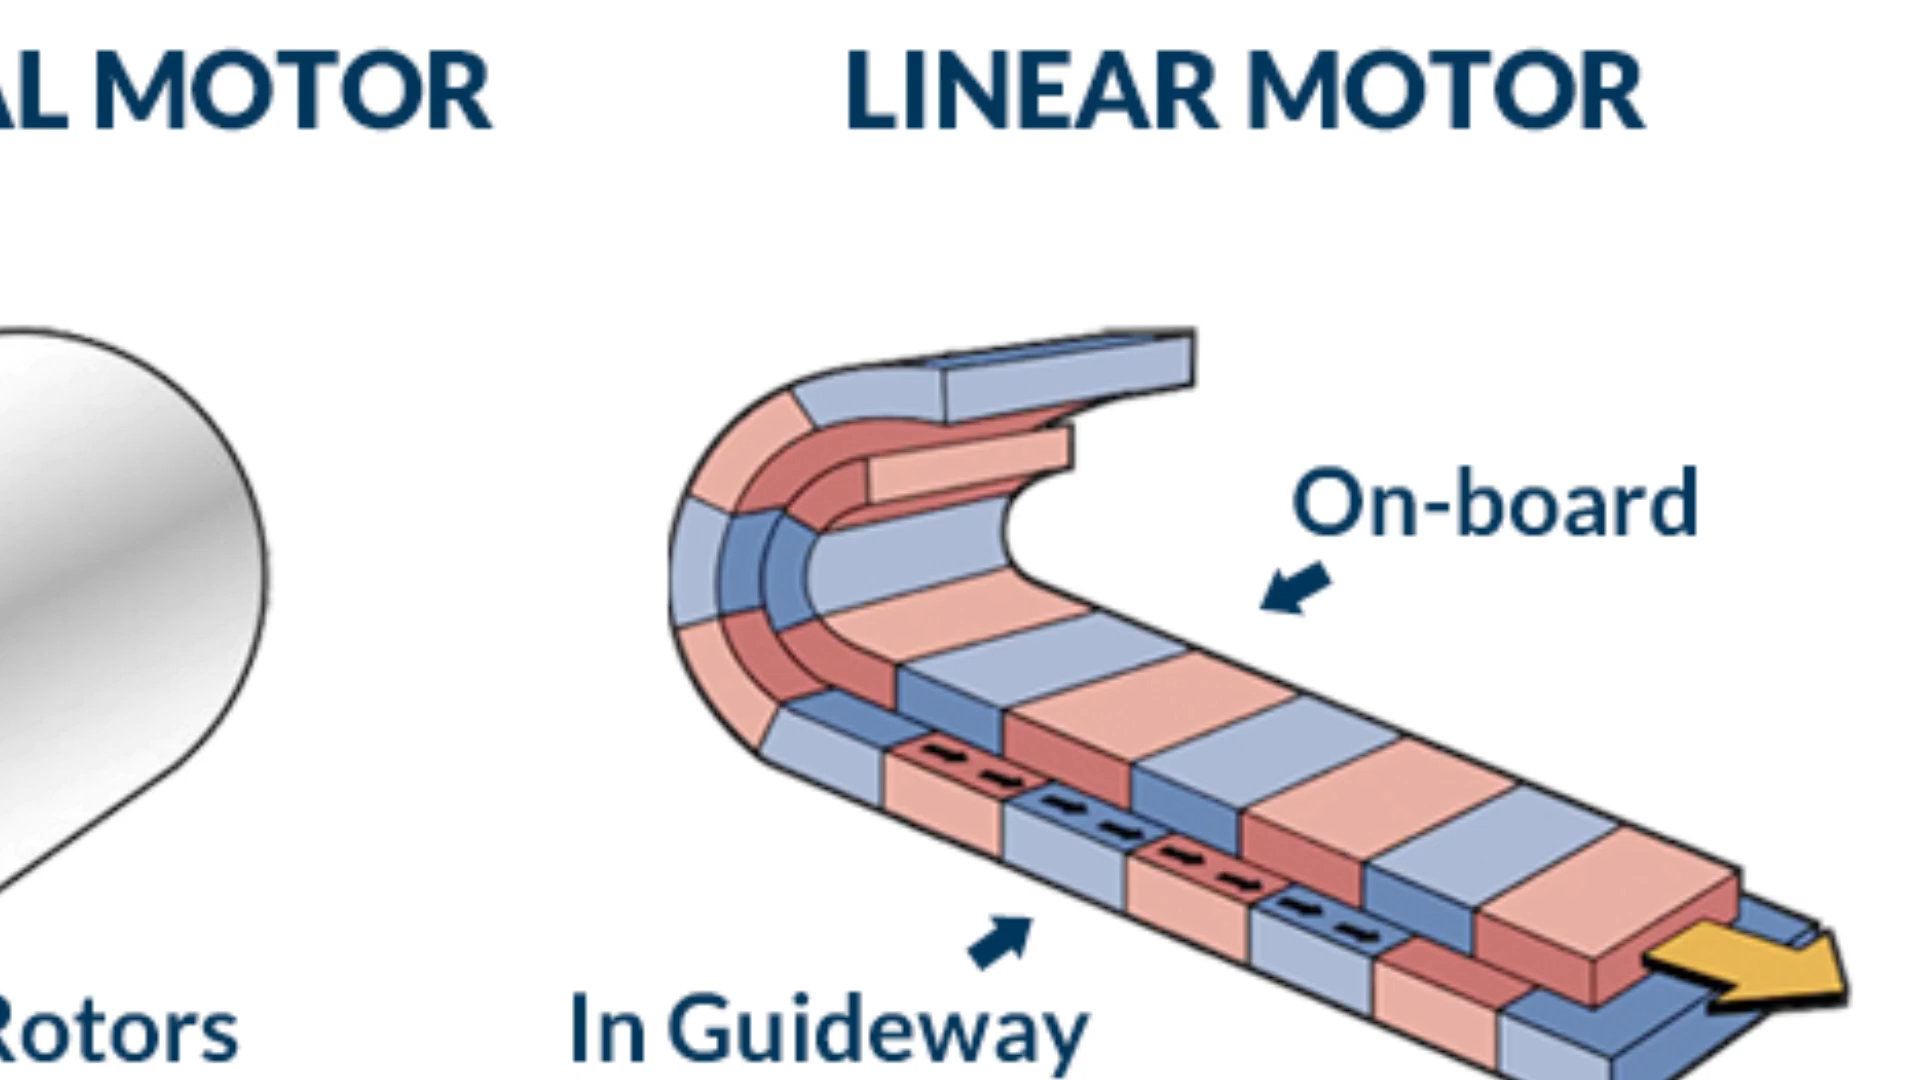 AL MOTOR
LINEAR MOTOR
On-board
Rotors
In Guideway